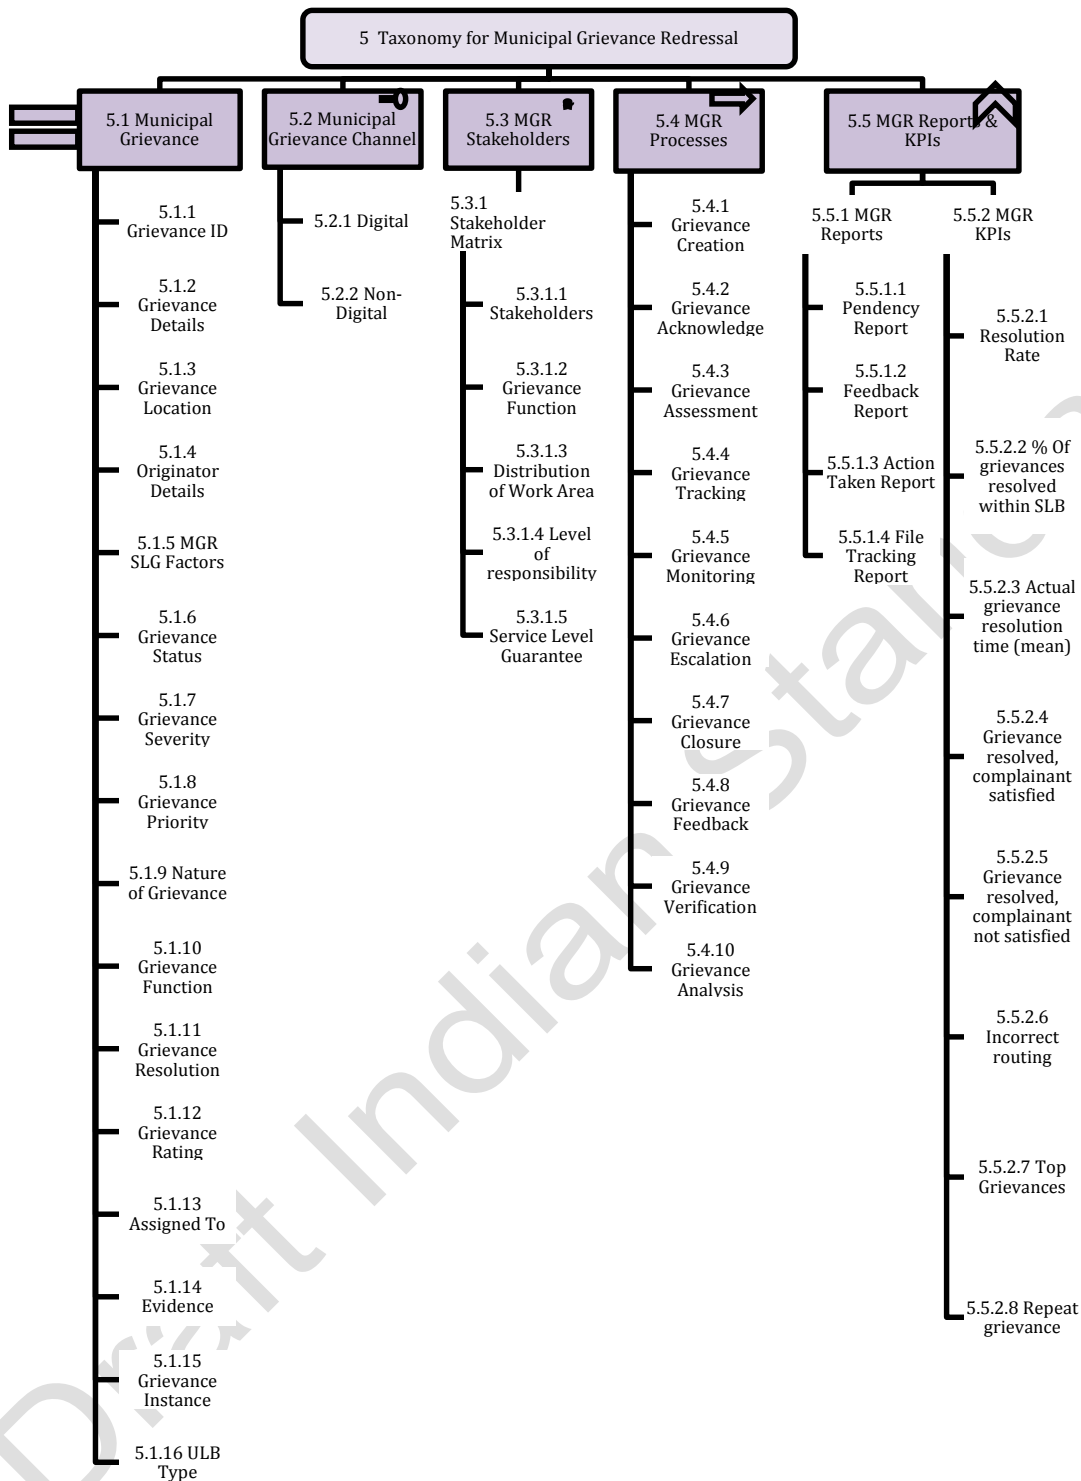 5 Taxonomy for Municipal Grievance Redressal
5.1 Municipal
Grievance
5.1.1
Grievance ID
5.1.2
Grievance
Details
5.1.3
Grievance
Location
5.1.4
Originator
Details
5.1.5 MGR
SLG Factors
5.1.6
Grievance
Status
5.1.7
Grievance
Severity
5.1.8
Grievance
Priority
5.1.9 Nature
of Grievance
5.1.10
Grievance
Function
5.1.11
Grievance
Resolution
5.1.12
Grievance
Rating
5.1.13
Assigned To
5.1.14
Evidence
5.1.15
Grievance
Instance
5.1.16 ULB
Type
5.2 Municipal
Grievance Channel
5.2.1 Digital
5.2.2 Non-
Digital
5.3 MGR
Stakeholders
5.3.1
Stakeholder
Matrix
5.3.1.1
Stakeholders
5.3.1.2
Grievance
Function
5.3.1.3
Distribution
of Work Area
5.3.1.4 Level
of
responsibility
5.3.1.5
Service Level
Guarantee
5.4 MGR
Processes
5.4.1
Grievance
Creation
5.4.2
Grievance
Acknowledge
5.4.3
Grievance
Assessment
5.4.4
Grievance
Tracking
5.4.5
Grievance
Monitoring
5.4.6
Grievance
Escalation
5.4.7
Grievance
Closure
5.4.8
Grievance
Feedback
5.4.9
Grievance
Verification
5.4.10
Grievance
Analysis
5.5 MGR Reports &
KPIs
5.5.1 MGR
Reports
5.5.1.1
Pendency
Report
5.5.1.2
Feedback
Report
5.5.1.3 Action
Taken Report
5.5.1.4 File
Tracking
Report
5.5.2 MGR
KPIs
5.5.2.1
Resolution
Rate
5.5.2.2 % Of
grievances
resolved
within SLB
5.5.2.3 Actual
grievance
resolution
time (mean)
5.5.2.4
Grievance
resolved,
complainant
satisfied
5.5.2.5
Grievance
resolved,
complainant
not satisfied
5.5.2.6
Incorrect
routing
5.5.2.7 Top
Grievances
5.5.2.8 Repeat
grievance
Draft Indian